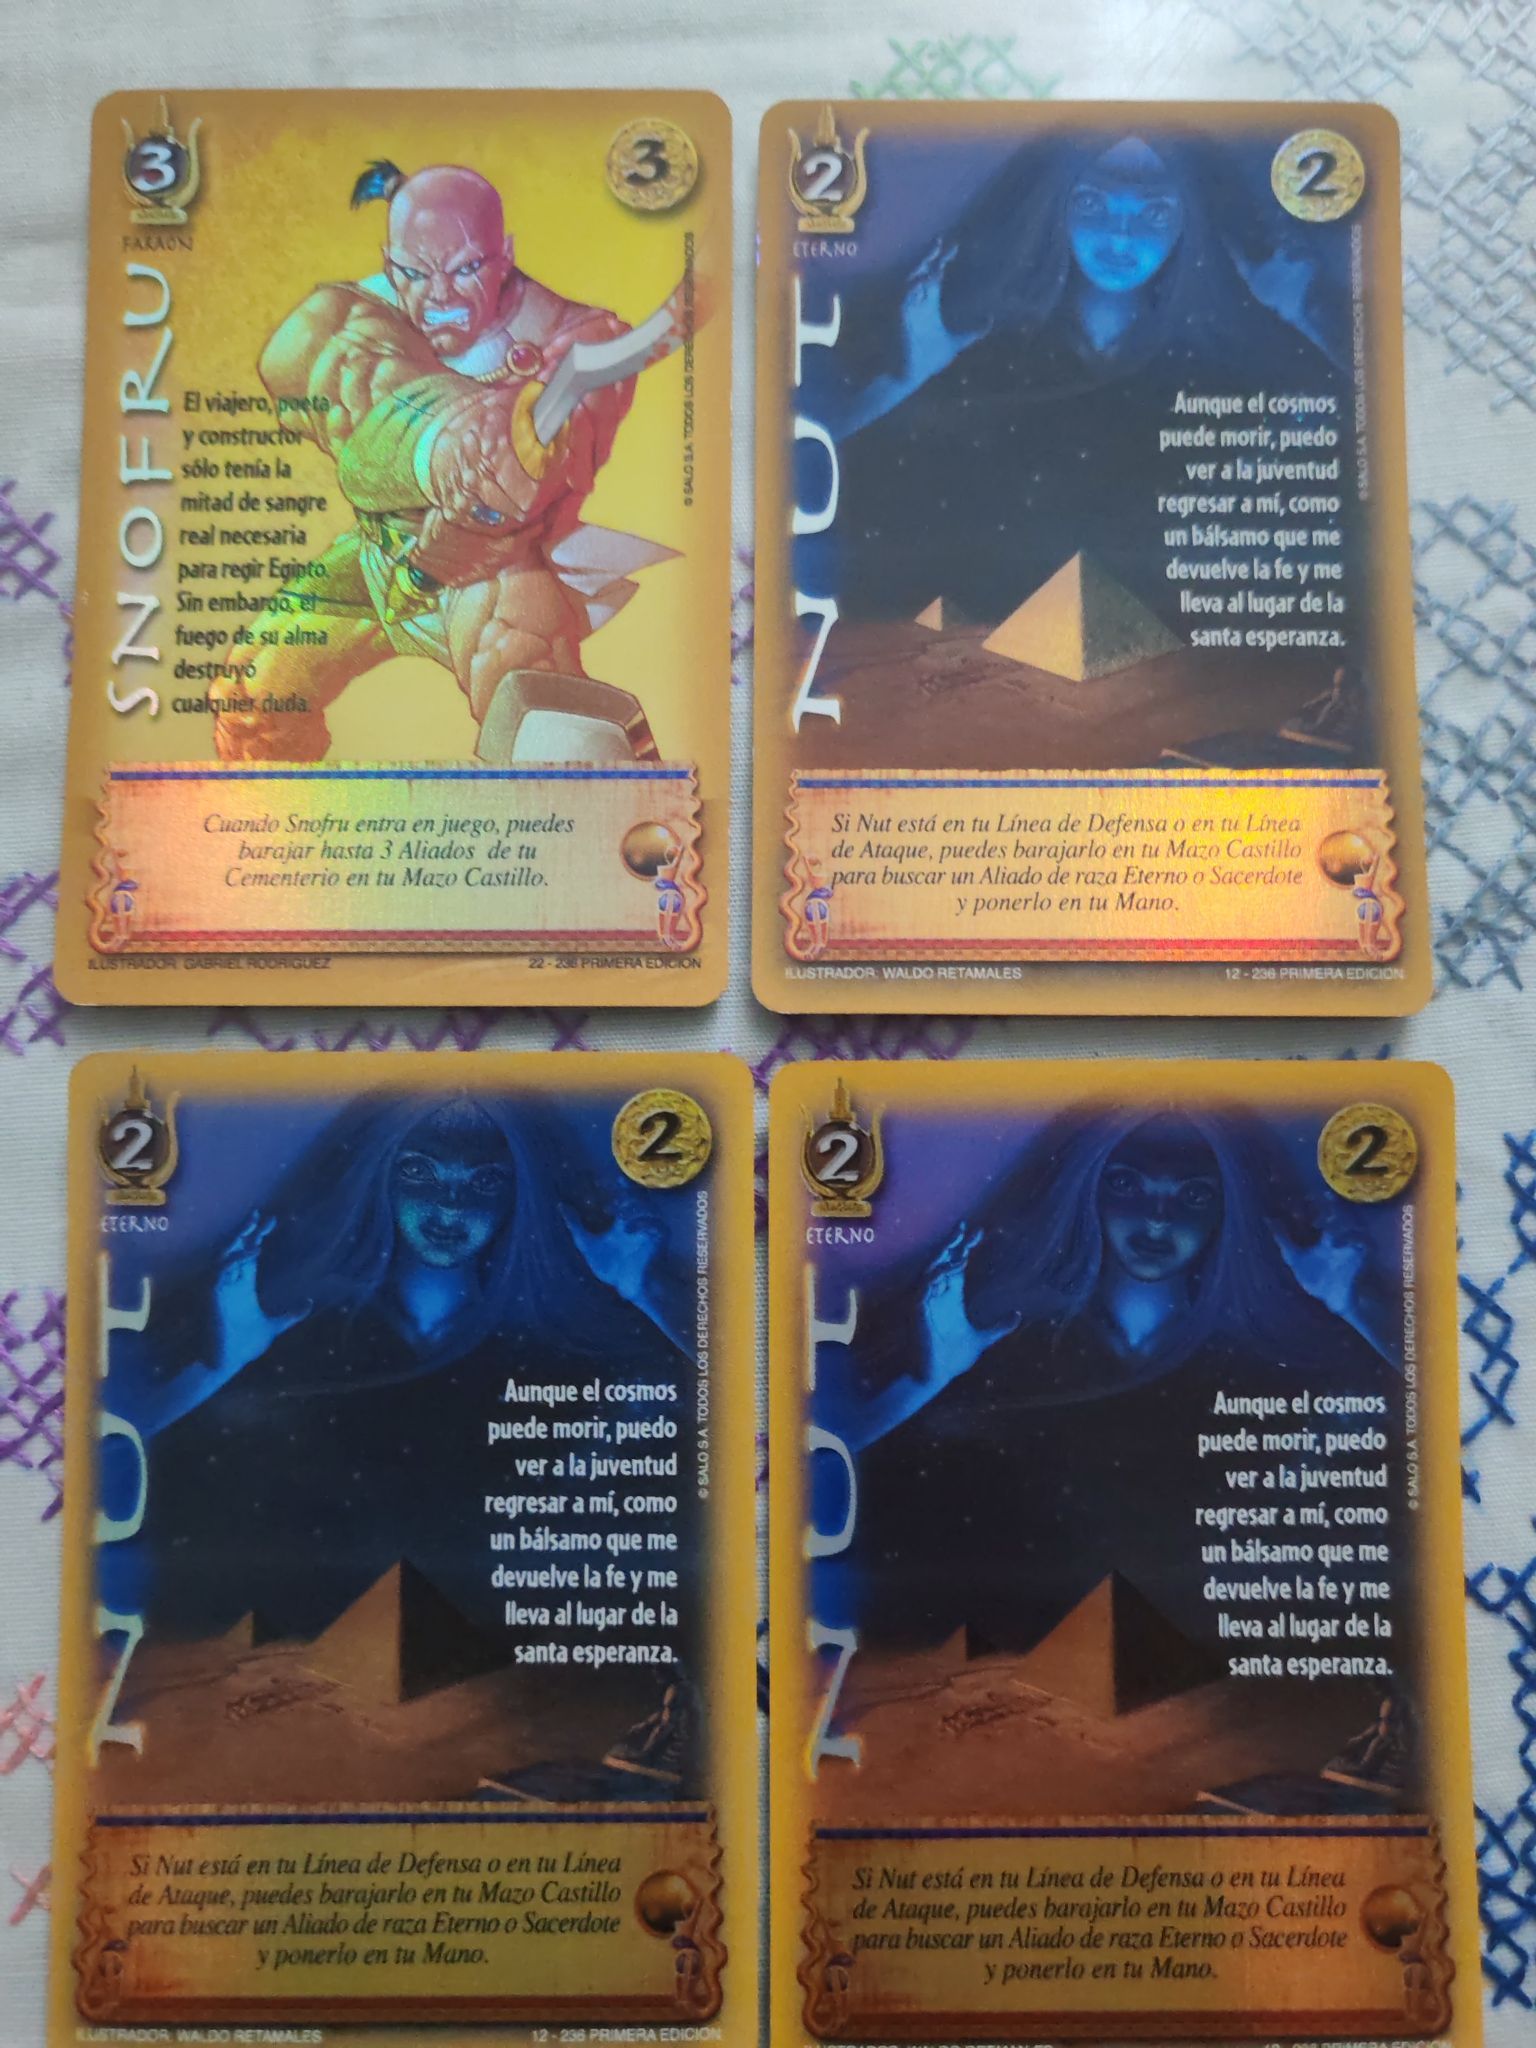 3
3
FARAÓN
SNOFRU
El viajero, poeta
y constructor
sólo tenía la
mitad de sangre
real necesaria
para regir Egipto.
Sin embargo, el
fuego de su alma
destruyó
cualquier duda.
© SALO S.A. TODOS LOS DERECHOS RESERVADOS
Cuando Snofru entra en juego, puedes
barajar hasta 3 Aliados de tu
Cementerio en tu Mazo Castillo.
ILUSTRADOR: GABRIEL RODRIGUEZ
22 - 236 PRIMERA EDICION
2
2
ETERNO
NUT
Aunque el cosmos
puede morir, puedo
ver a la juventud
regresar a mí, como
un bálsamo que me
devuelve la fe y me
lleva al lugar de la
santa esperanza.
© SALO S.A. TODOS LOS DERECHOS RESERVADOS
Si Nut está en tu Línea de Defensa o en tu Línea
de Ataque, puedes barajarlo en tu Mazo Castillo
para buscar un Aliado de raza Eterno o Sacerdote
y ponerlo en tu Mano.
ILUSTRADOR: WALDO RETAMALES
12 - 236 PRIMERA EDICION
2
2
ETERNO
NUT
Aunque el cosmos
puede morir, puedo
ver a la juventud
regresar a mí, como
un bálsamo que me
devuelve la fe y me
lleva al lugar de la
santa esperanza.
© SALO S.A. TODOS LOS DERECHOS RESERVADOS
Si Nut está en tu Línea de Defensa o en tu Línea
de Ataque, puedes barajarlo en tu Mazo Castillo
para buscar un Aliado de raza Eterno o Sacerdote
y ponerlo en tu Mano.
ILUSTRADOR: WALDO RETAMALES
12 - 236 PRIMERA EDICION
2
2
ETERNO
NUT
Aunque el cosmos
puede morir, puedo
ver a la juventud
regresar a mí, como
un bálsamo que me
devuelve la fe y me
lleva al lugar de la
santa esperanza.
© SALO S.A. TODOS LOS DERECHOS RESERVADOS
Si Nut está en tu Línea de Defensa o en tu Línea
de Ataque, puedes barajarlo en tu Mazo Castillo
para buscar un Aliado de raza Eterno o Sacerdote
y ponerlo en tu Mano.